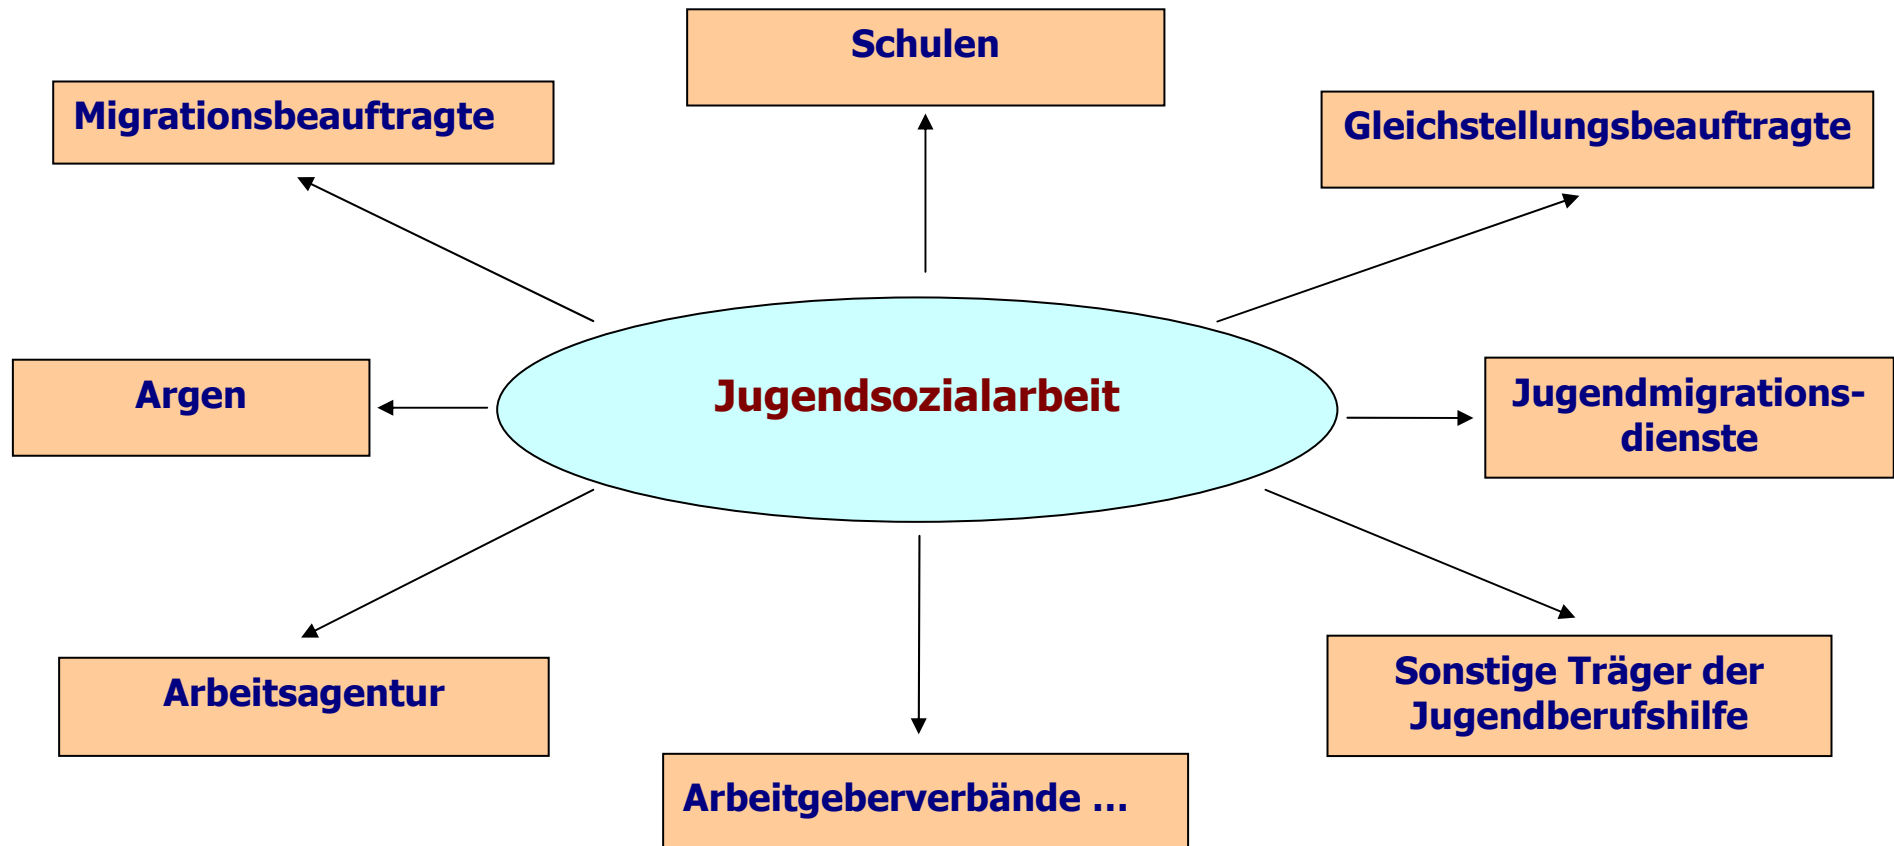 Schulen
Migrationsbeauftragte
Gleichstellungsbeauftragte
Argen
Jugendsozialarbeit
Jugendmigrations-
dienste
Arbeitsagentur
Sonstige Träger der
Jugendberufshilfe
Arbeitgeberverbände ...